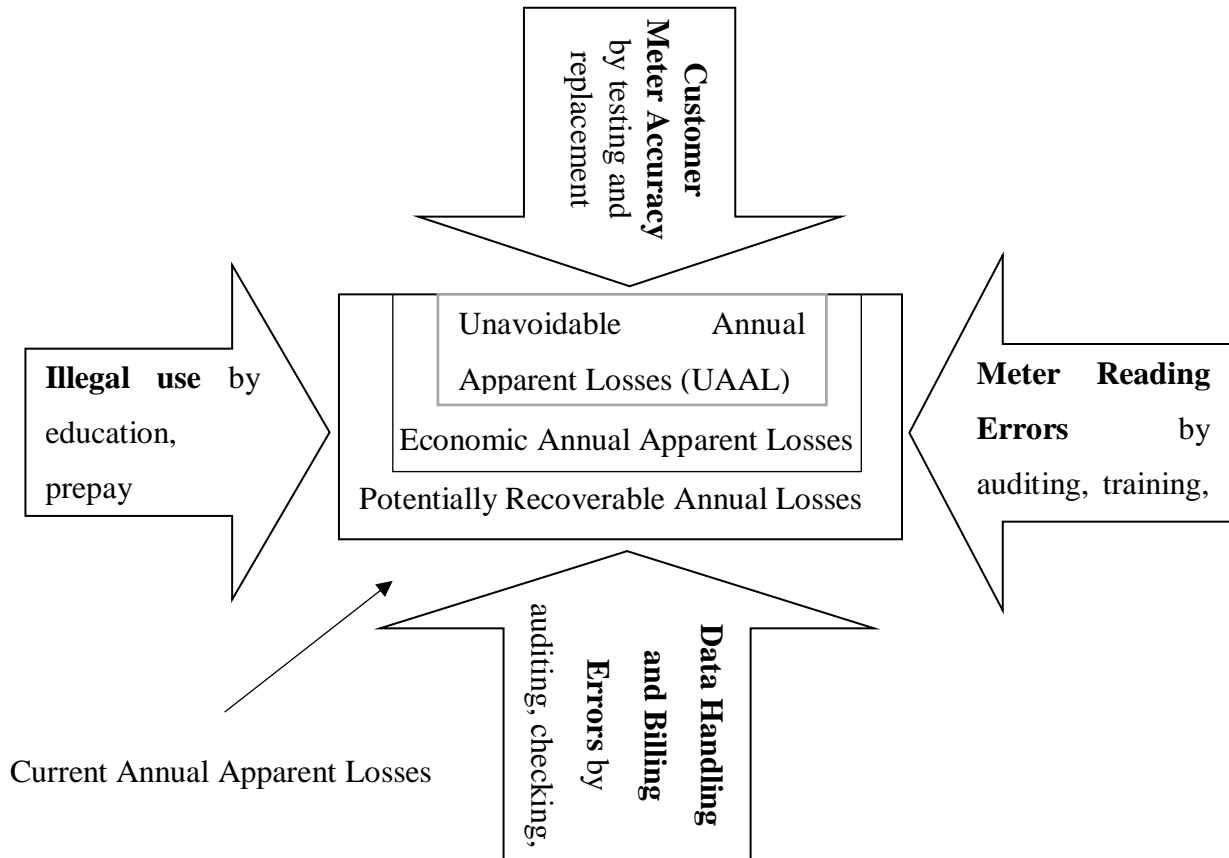 Customer
Meter Accuracy
by testing and
replacement
Unavoidable Annual
Apparent Losses (UAAL)
Economic Annual Apparent Losses
Potentially Recoverable Annual Losses
Illegal use by
education,
prepay
Meter Reading
Errors by
auditing, training,
Data Handling
and Billing
Errors by
auditing, checking,
Current Annual Apparent Losses